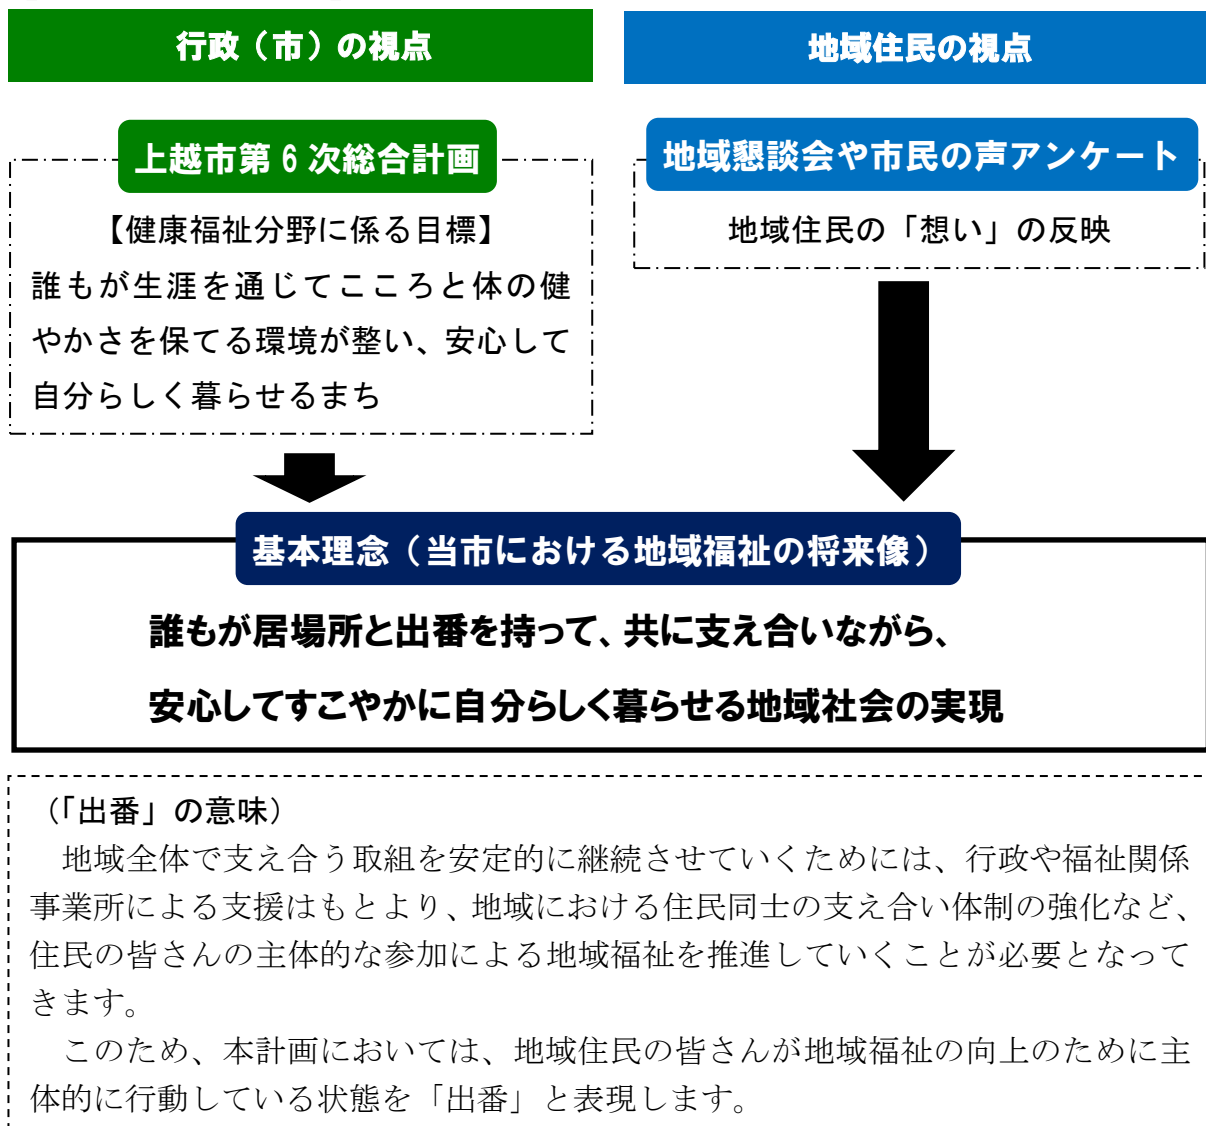 行政（市）の視点
上越市第６次総合計画
【健康福祉分野に係る目標】
誰もが生涯を通じてこころと体の健
やかさを保てる環境が整い、安心して
自分らしく暮らせるまち
地域住民の視点
地域懇談会や市民の声アンケート
地域住民の「想い」の反映
基本理念（当市における地域福祉の将来像）
誰もが居場所と出番を持って、共に支え合いながら、
安心してすこやかに自分らしく暮らせる地域社会の実現
（「出番」の意味）
地域全体で支え合う取組を安定的に継続させていくためには、行政や福祉関係
事業所による支援はもとより、地域における住民同士の支え合い体制の強化など、
住民の皆さんの主体的な参加による地域福祉を推進していくことが必要となって
きます。
このため、本計画においては、地域住民の皆さんが地域福祉の向上のために主
体的に行動している状態を「出番」と表現します。